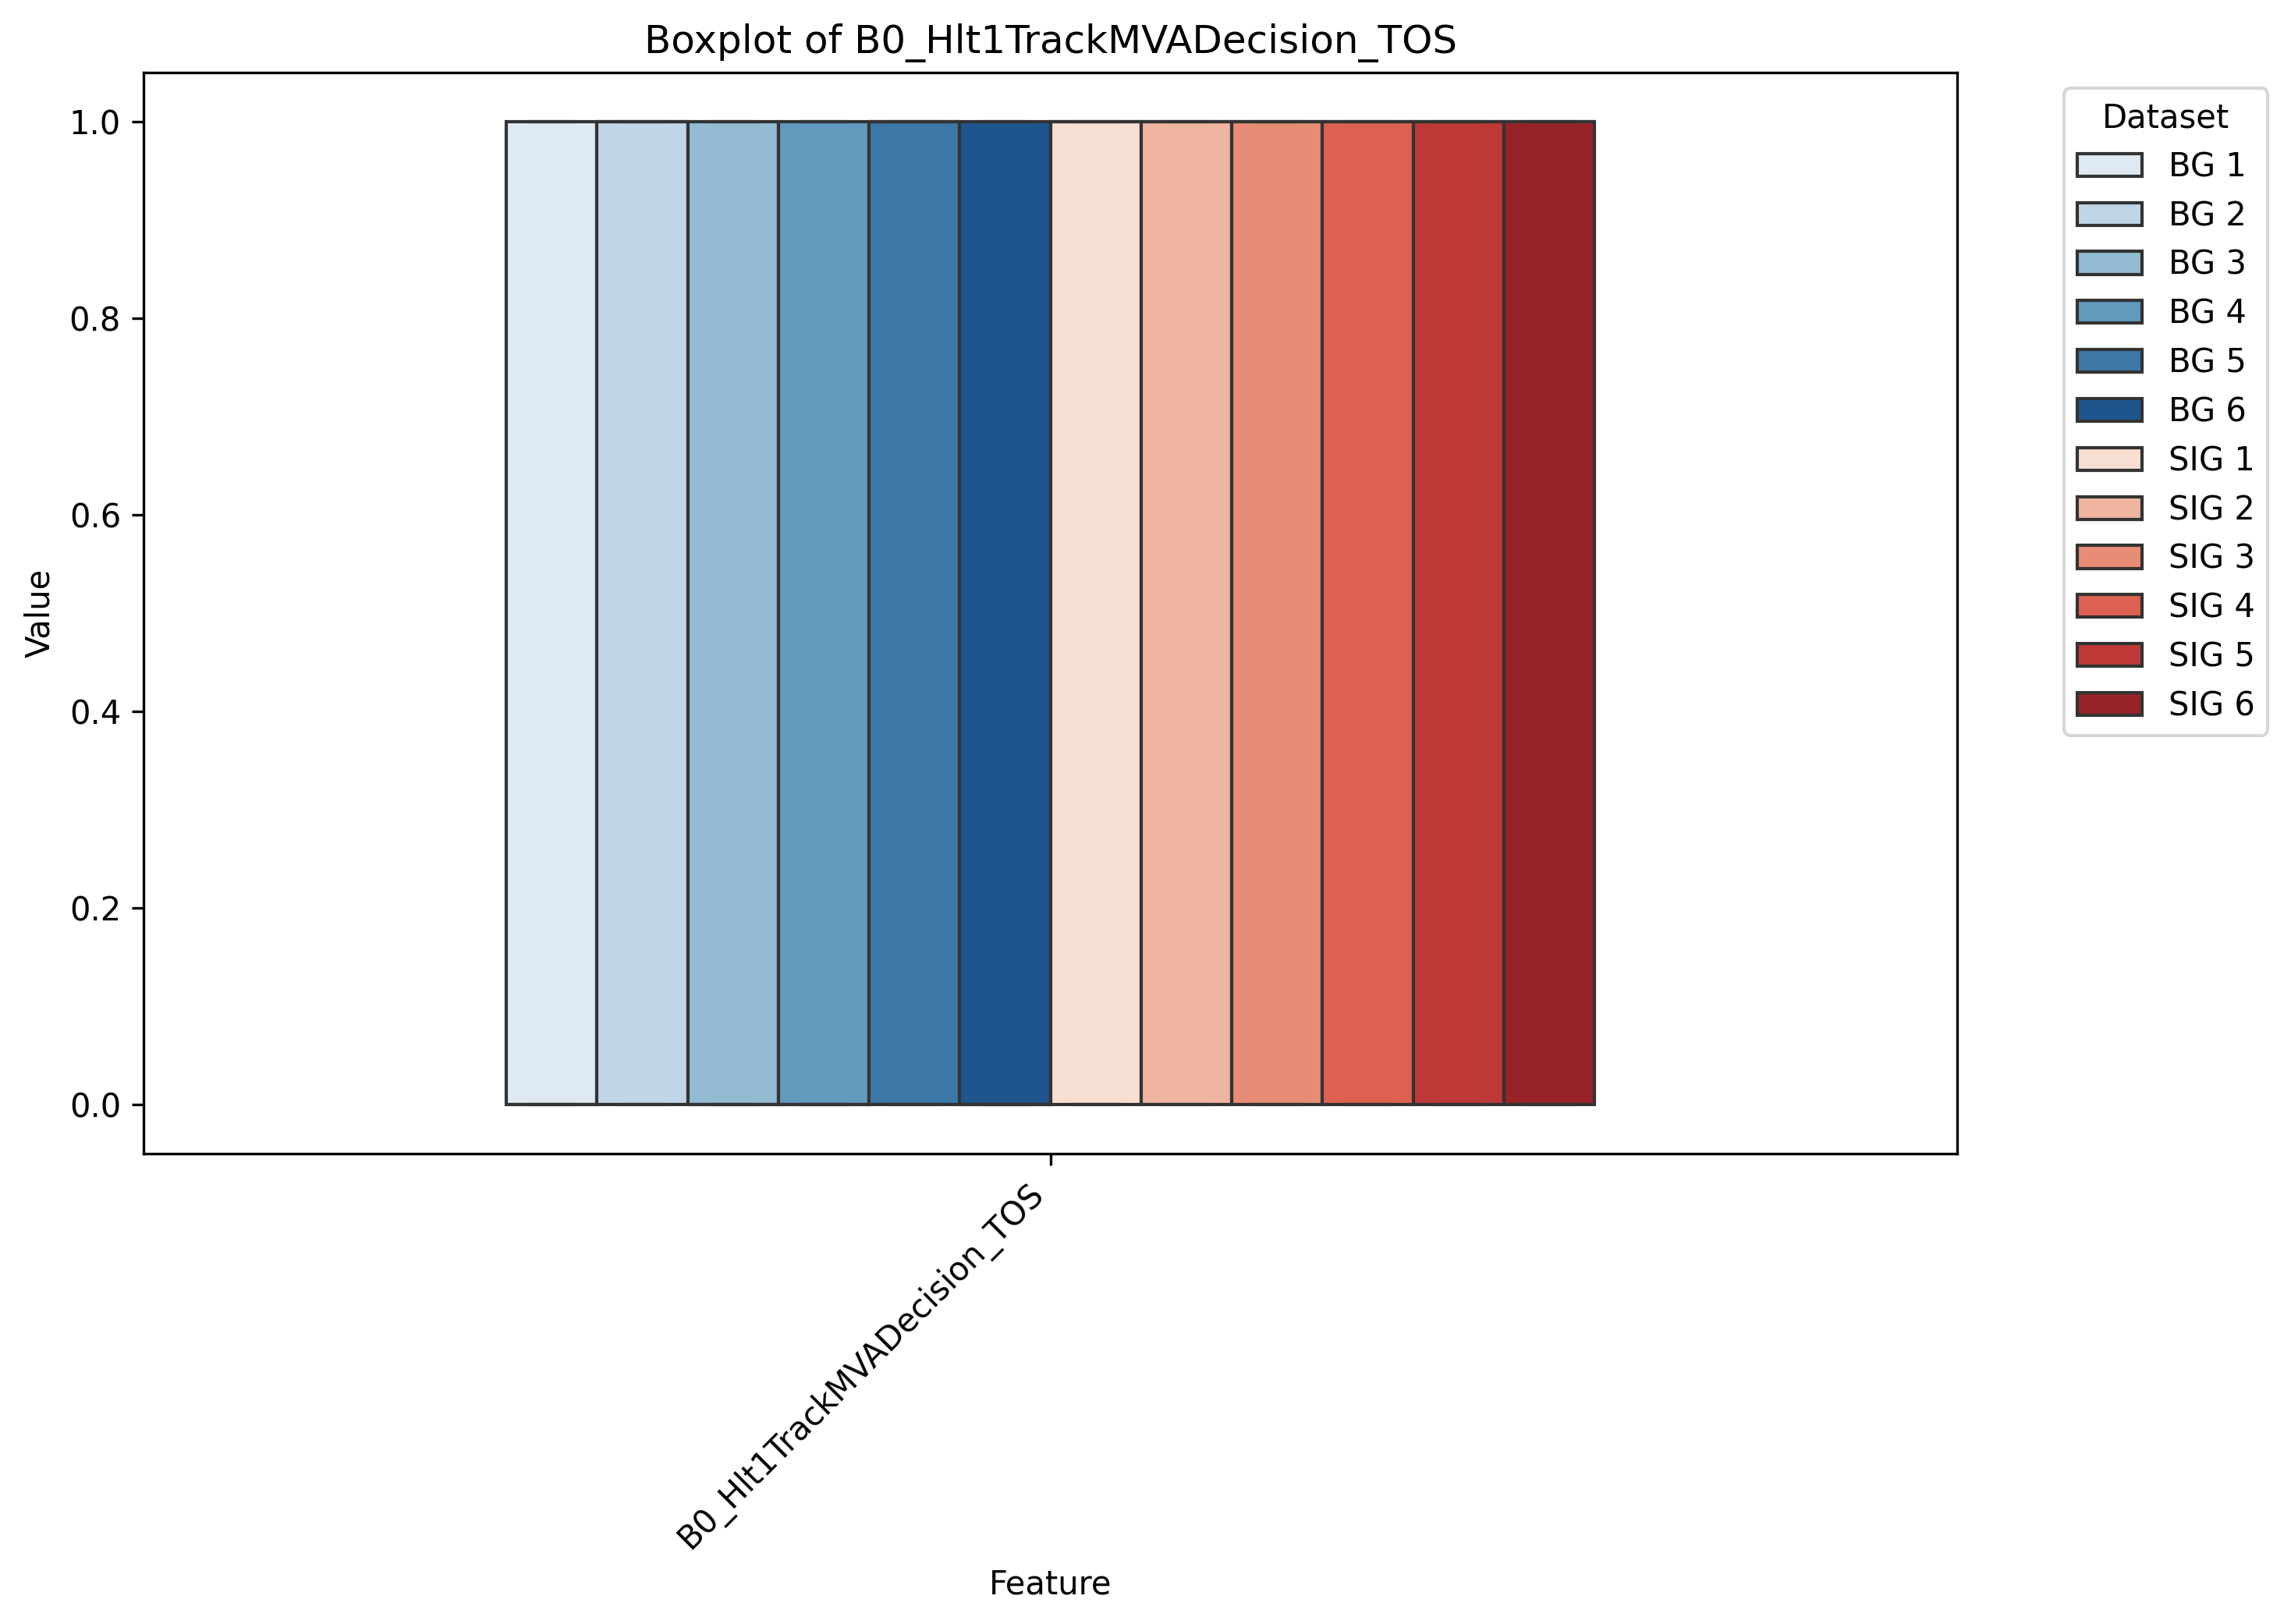 Boxplot of B0_Hlt1TrackMVADecision_TOS
1.0
0.8
0.6
0.4
0.2
0.0
Value
B0_Hlt1TrackMVADecision_TOS
Feature
Dataset
BG 1
BG 2
BG 3
BG 4
BG 5
BG 6
SIG 1
SIG 2
SIG 3
SIG 4
SIG 5
SIG 6